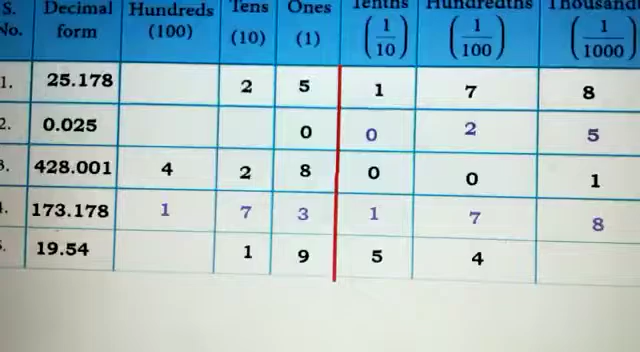 S. No. Decimal form Hundreds (100) Tens (10) Ones (1) Tenths (1/10) Hundredths (1/100) (1/1000)
1. 25.178 2 5 1 7 8
2. 0.025 0 0 2 5
3. 428.001 4 2 8 0 0 1
4. 173.178 1 7 3 1 7 8
19.54 1 9 5 4